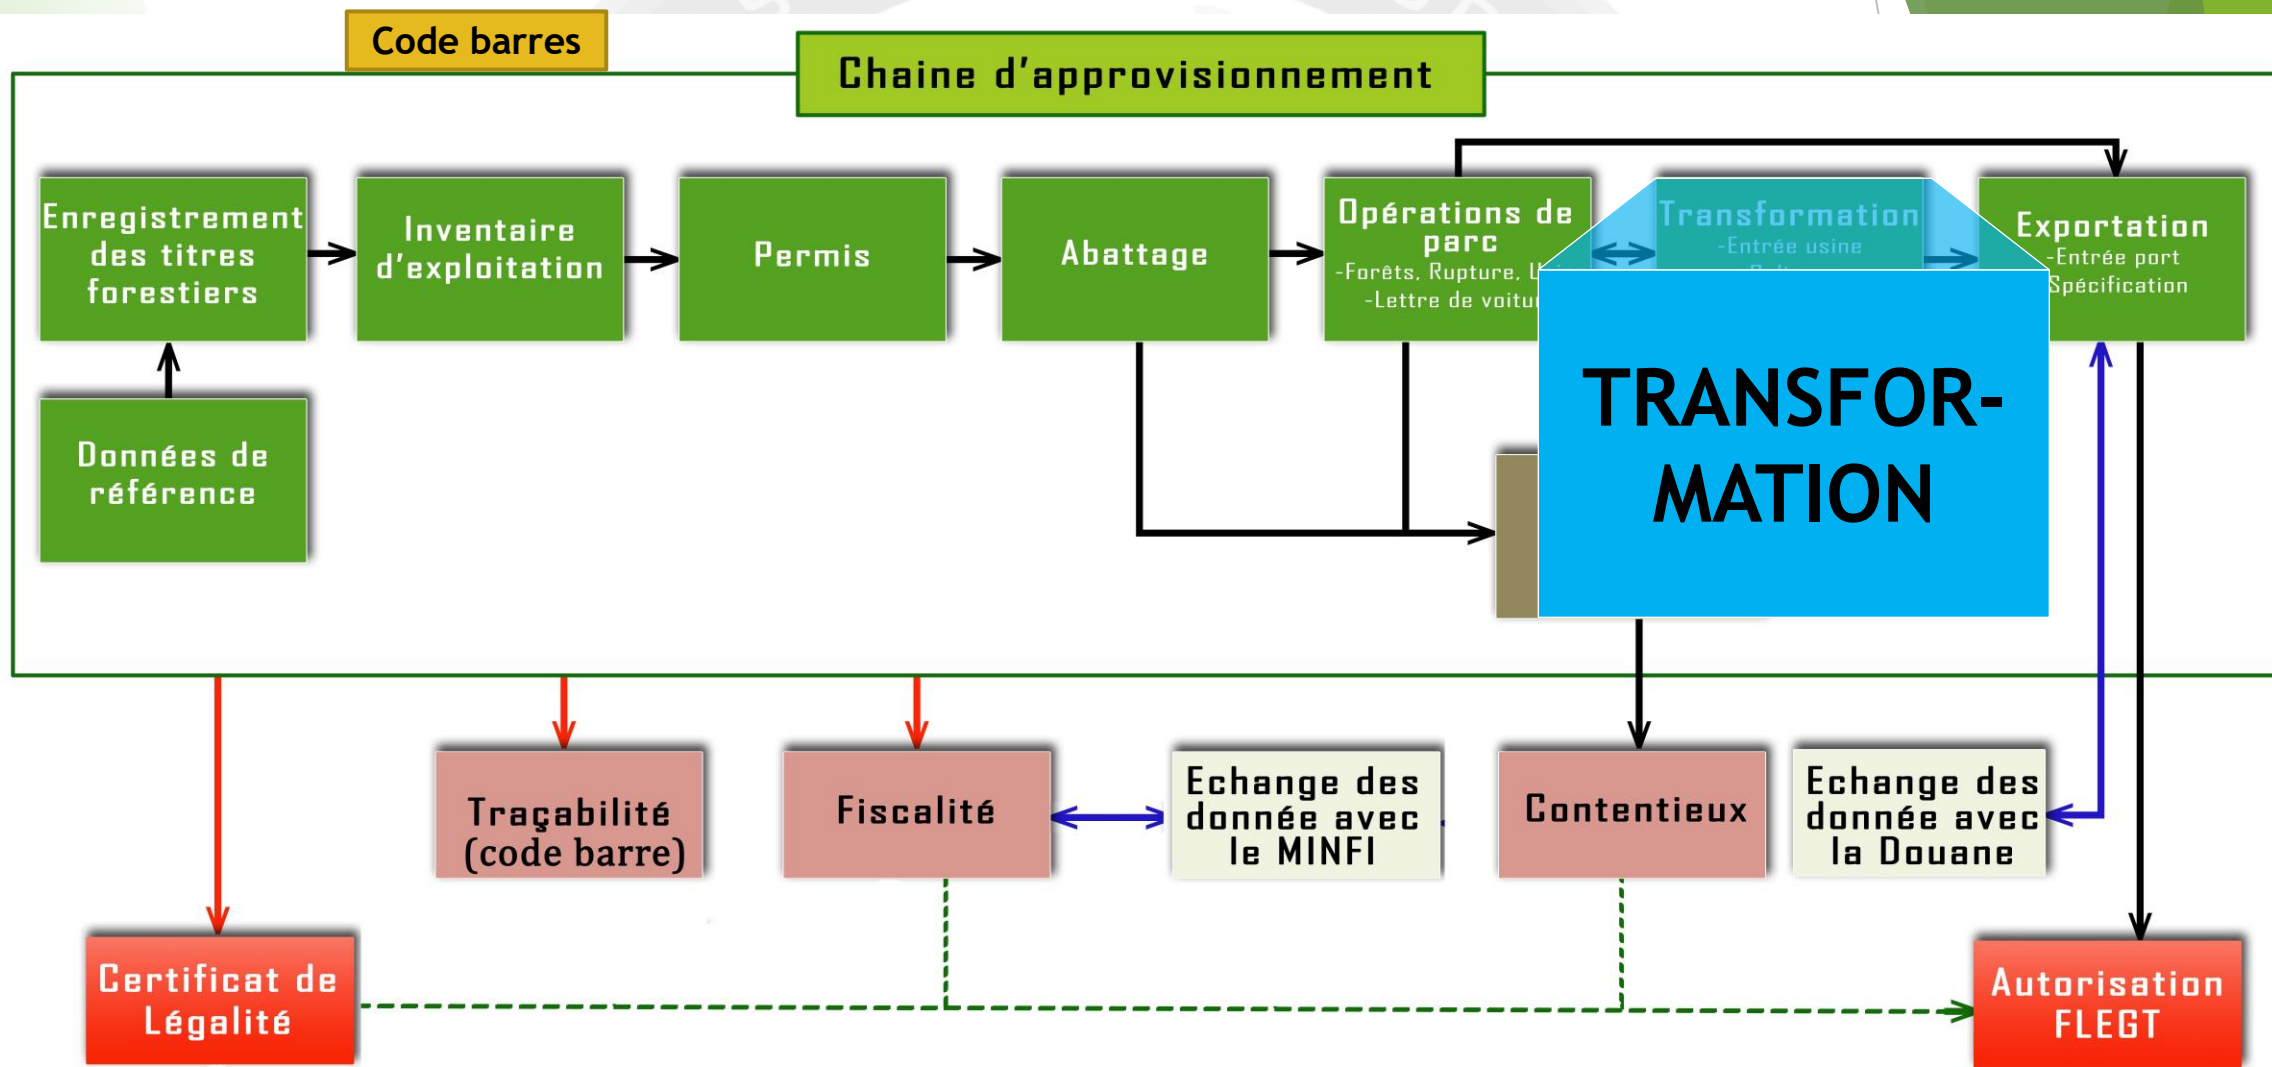 Code barres
Chaine d'approvisionnement
Enregistrement
des titres
forestiers
Inventaire
d'exploitation
Permis
Abattage
Opérations de
parc
-Forêts, Rupture,
-Lettre de
Transformation
-Entrée usine
Exportation
-Entrée port
Spécification
Données de
référence
TRANSFOR-
MATION
Traçabilité
(code barre)
Fiscalité
Echange des
donnée avec
le MINFI
Contentieux
Echange des
donnée avec
la Douane
Certificat de
Légalité
Autorisation
FLEGT